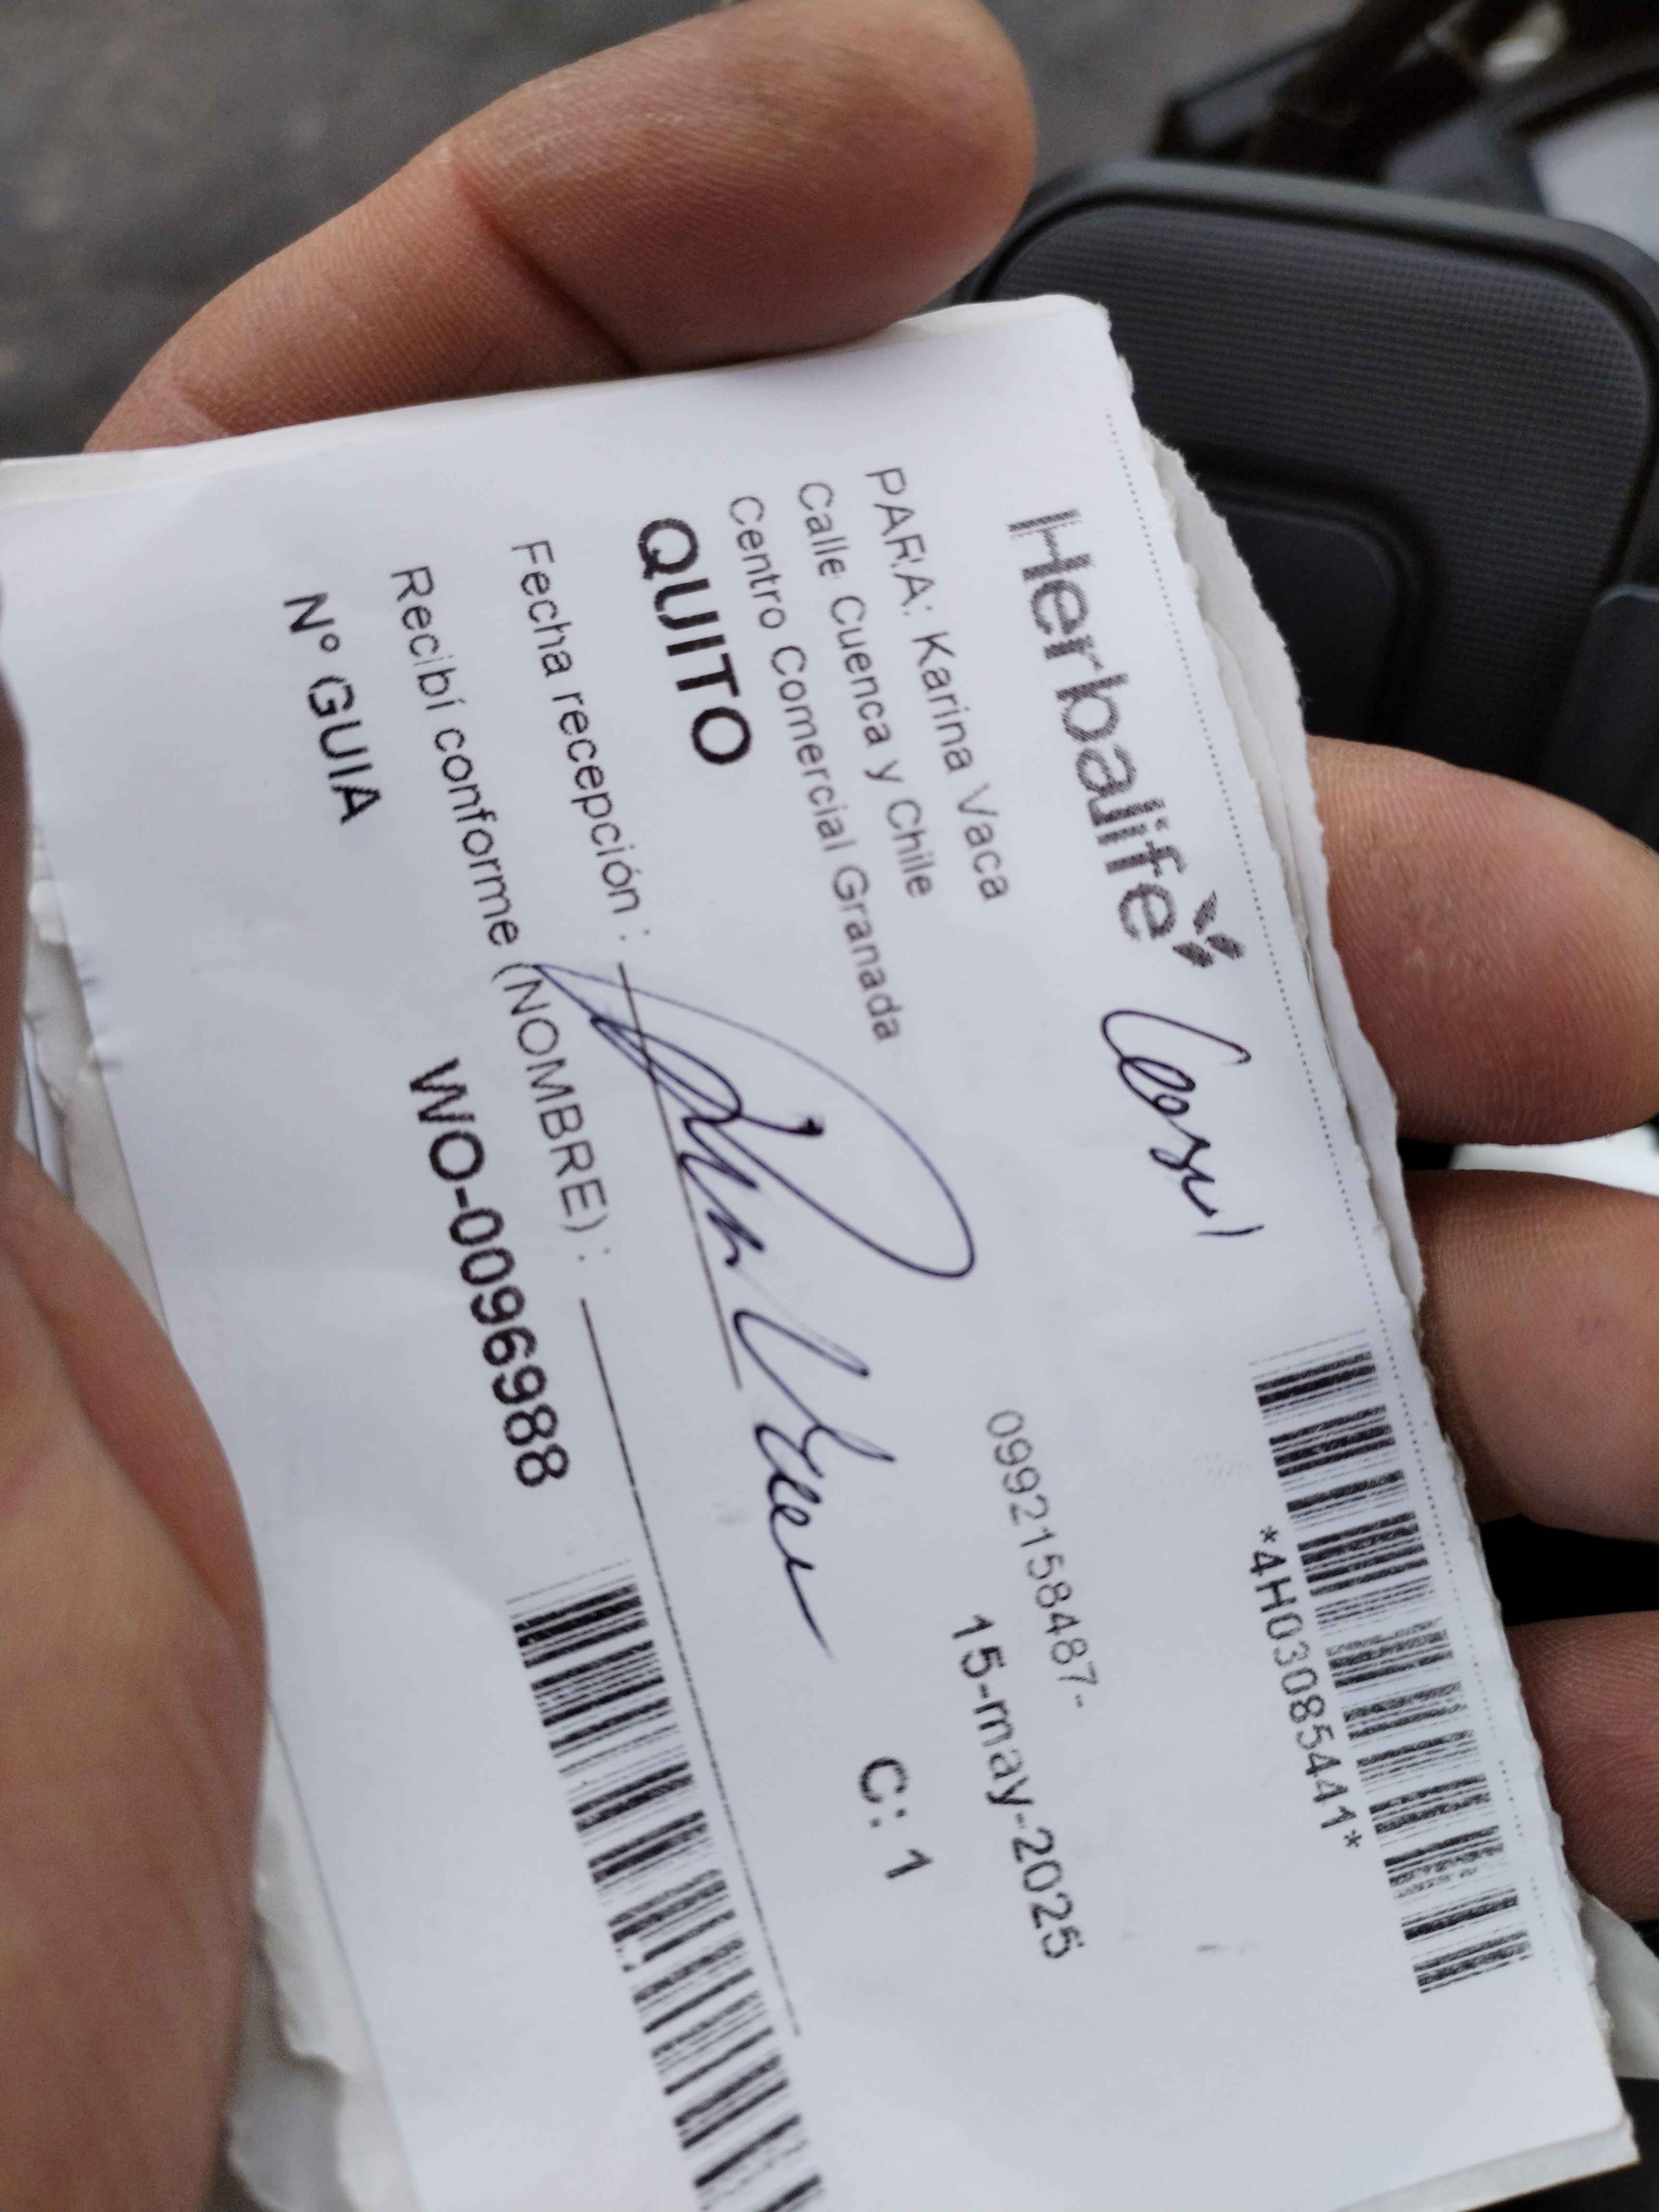 Herbalife
*4H03085441*
PARA: Karina Vaca
0992158487-
Calle Cuenca y Chile
15-may-2025
Centro Comercial Granada
QUITO
C: 1
Fecha recepción :
Recibí conforme (NOMBRE) :
Nº GUIA
WO-0096988